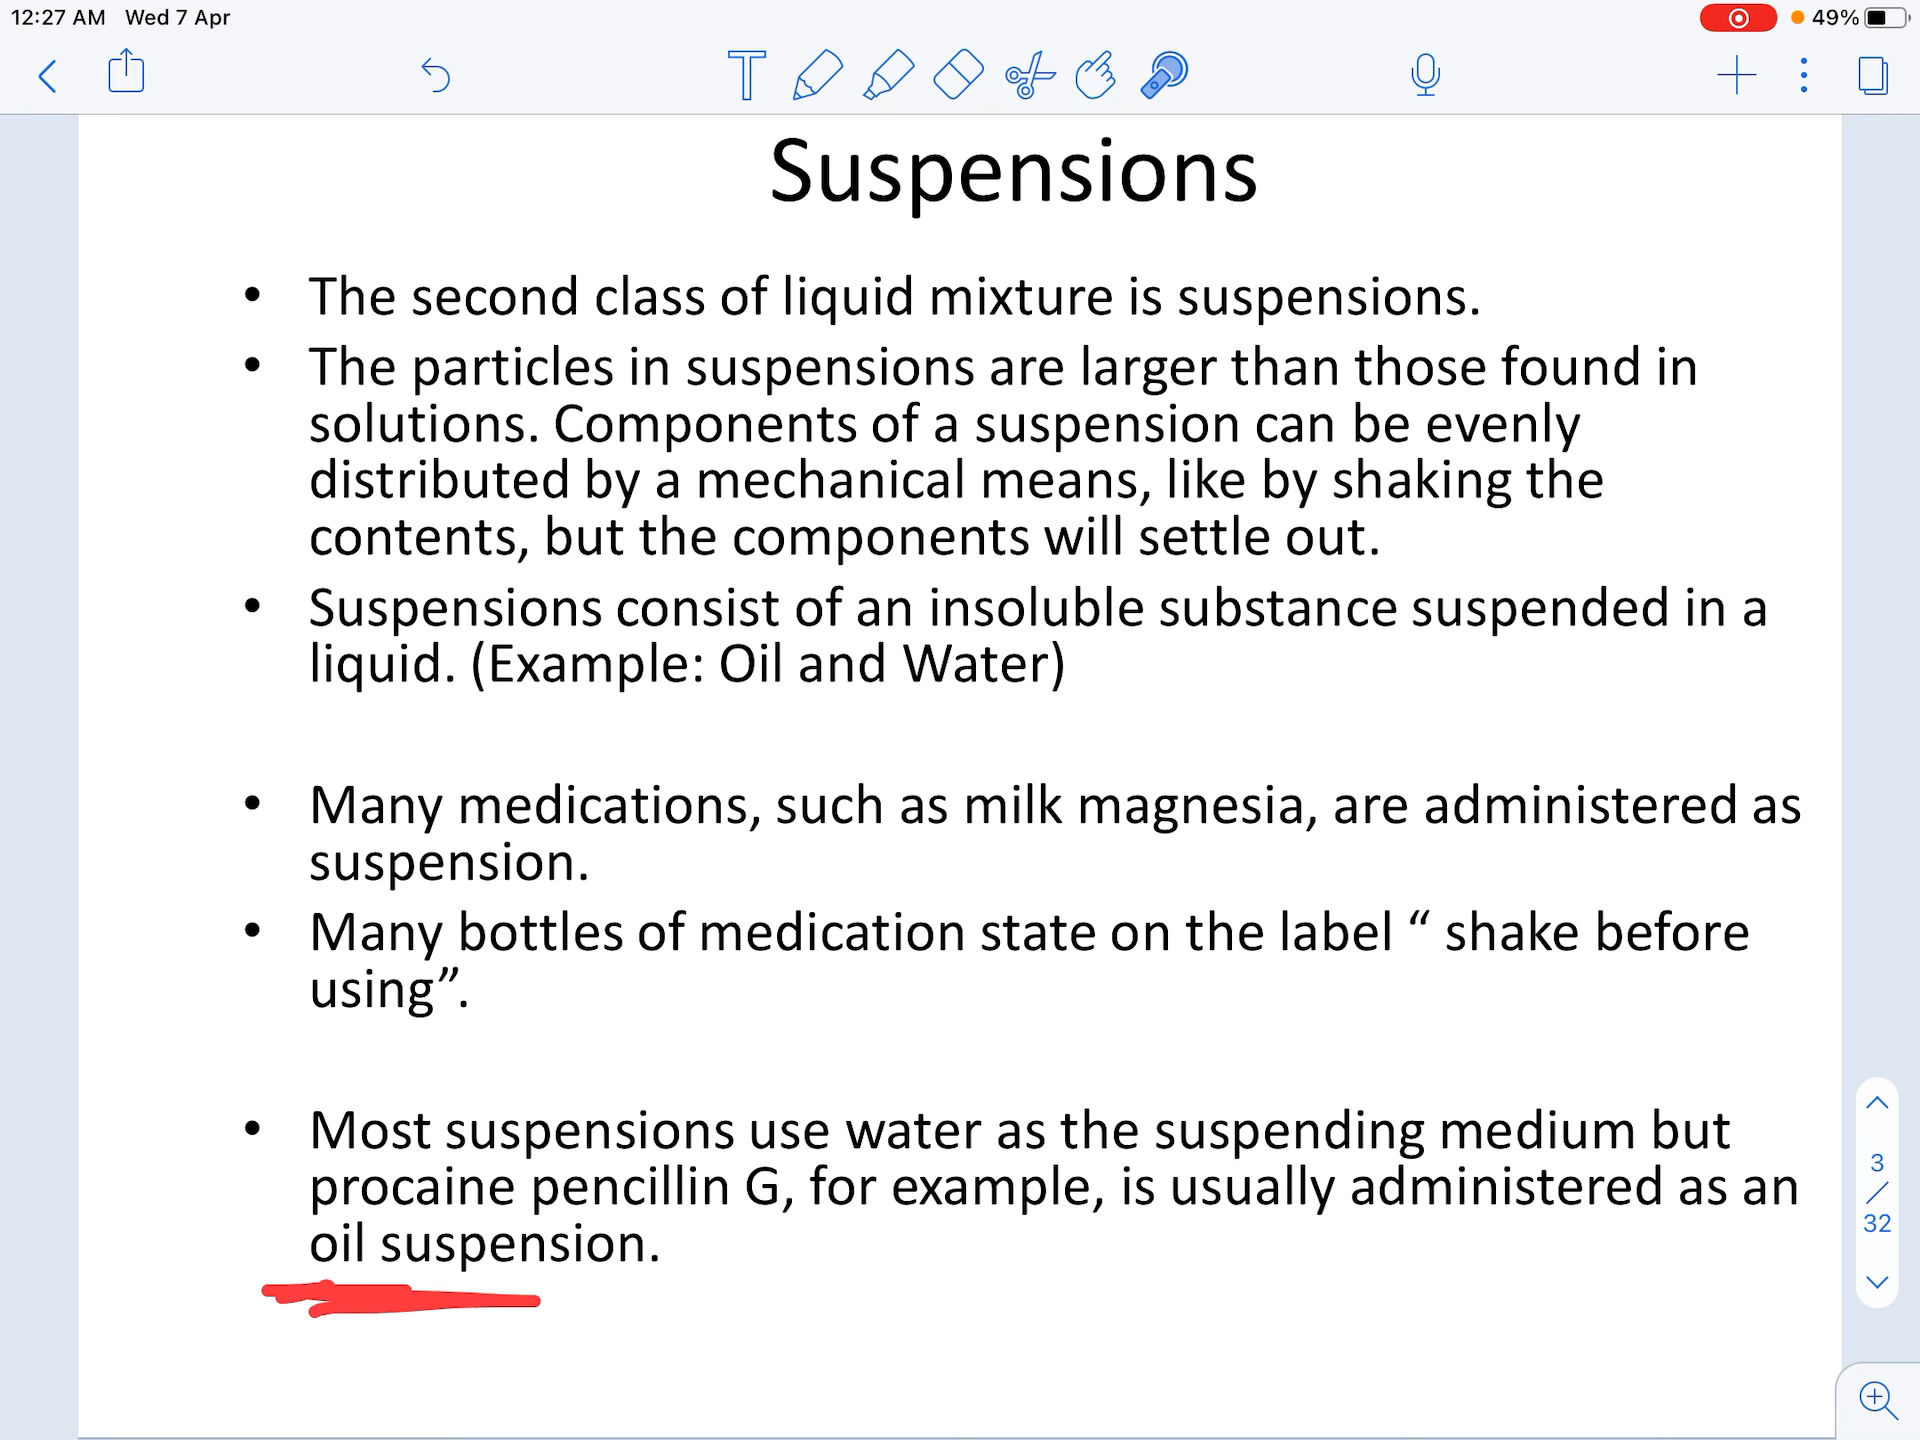 12:27 AM Wed 7 Apr
49%
T
Suspensions
• The second class of liquid mixture is suspensions.
• The particles in suspensions are larger than those found in
solutions. Components of a suspension can be evenly
distributed by a mechanical means, like by shaking the
contents, but the components will settle out.
• Suspensions consist of an insoluble substance suspended in a
liquid. (Example: Oil and Water)
• Many medications, such as milk magnesia, are administered as
suspension.
• Many bottles of medication state on the label “ shake before
using”.
• Most suspensions use water as the suspending medium but
procaine pencillin G, for example, is usually administered as an
oil suspension.
3
/
32